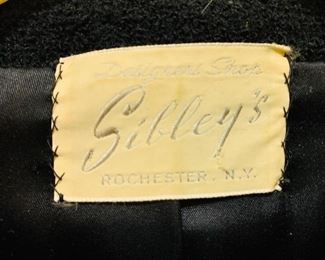 Designers Shop
Sibley's
ROCHESTER, N.Y.